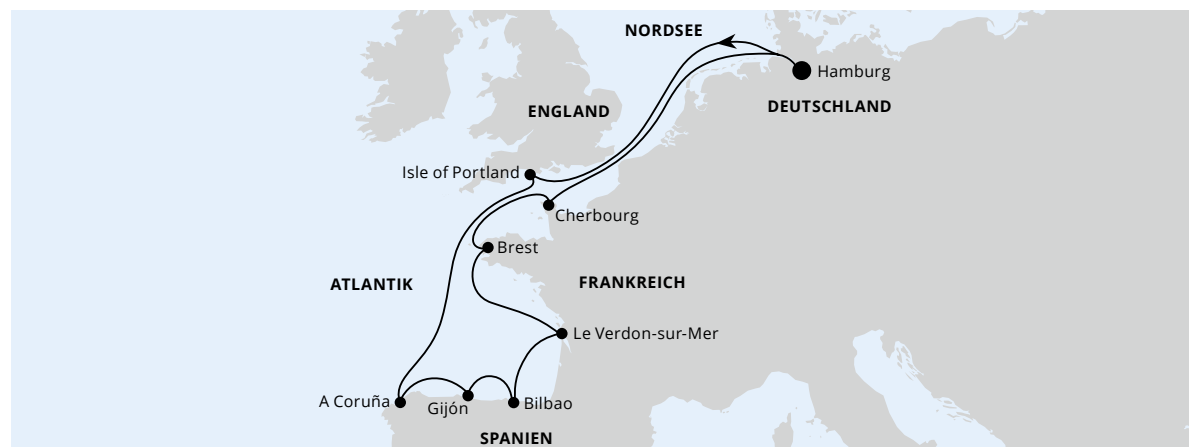 NORDSEE
Hamburg
DEUTSCHLAND
ENGLAND
Isle of Portland
Cherbourg
Brest
ATLANTIK
FRANKREICH
Le Verdon-sur-Mer
A Coruña
Gijón
Bilbao
SPANIEN